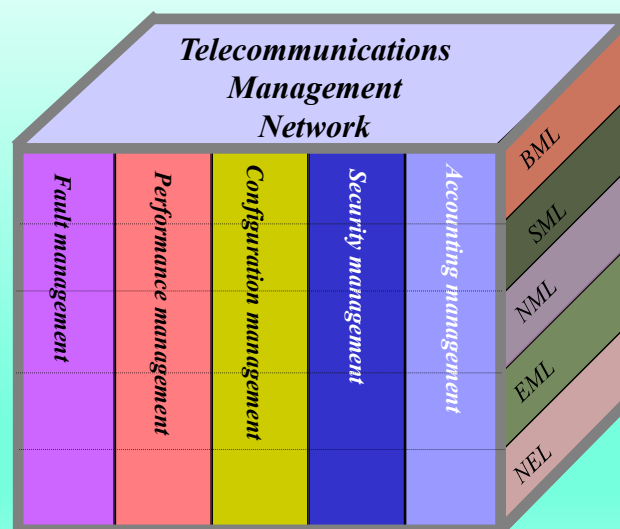 Telecommunications
Management
Network
Fault management
Performance management
Configuration management
Security management
Accounting management
BML
SML
NML
EML
NEL